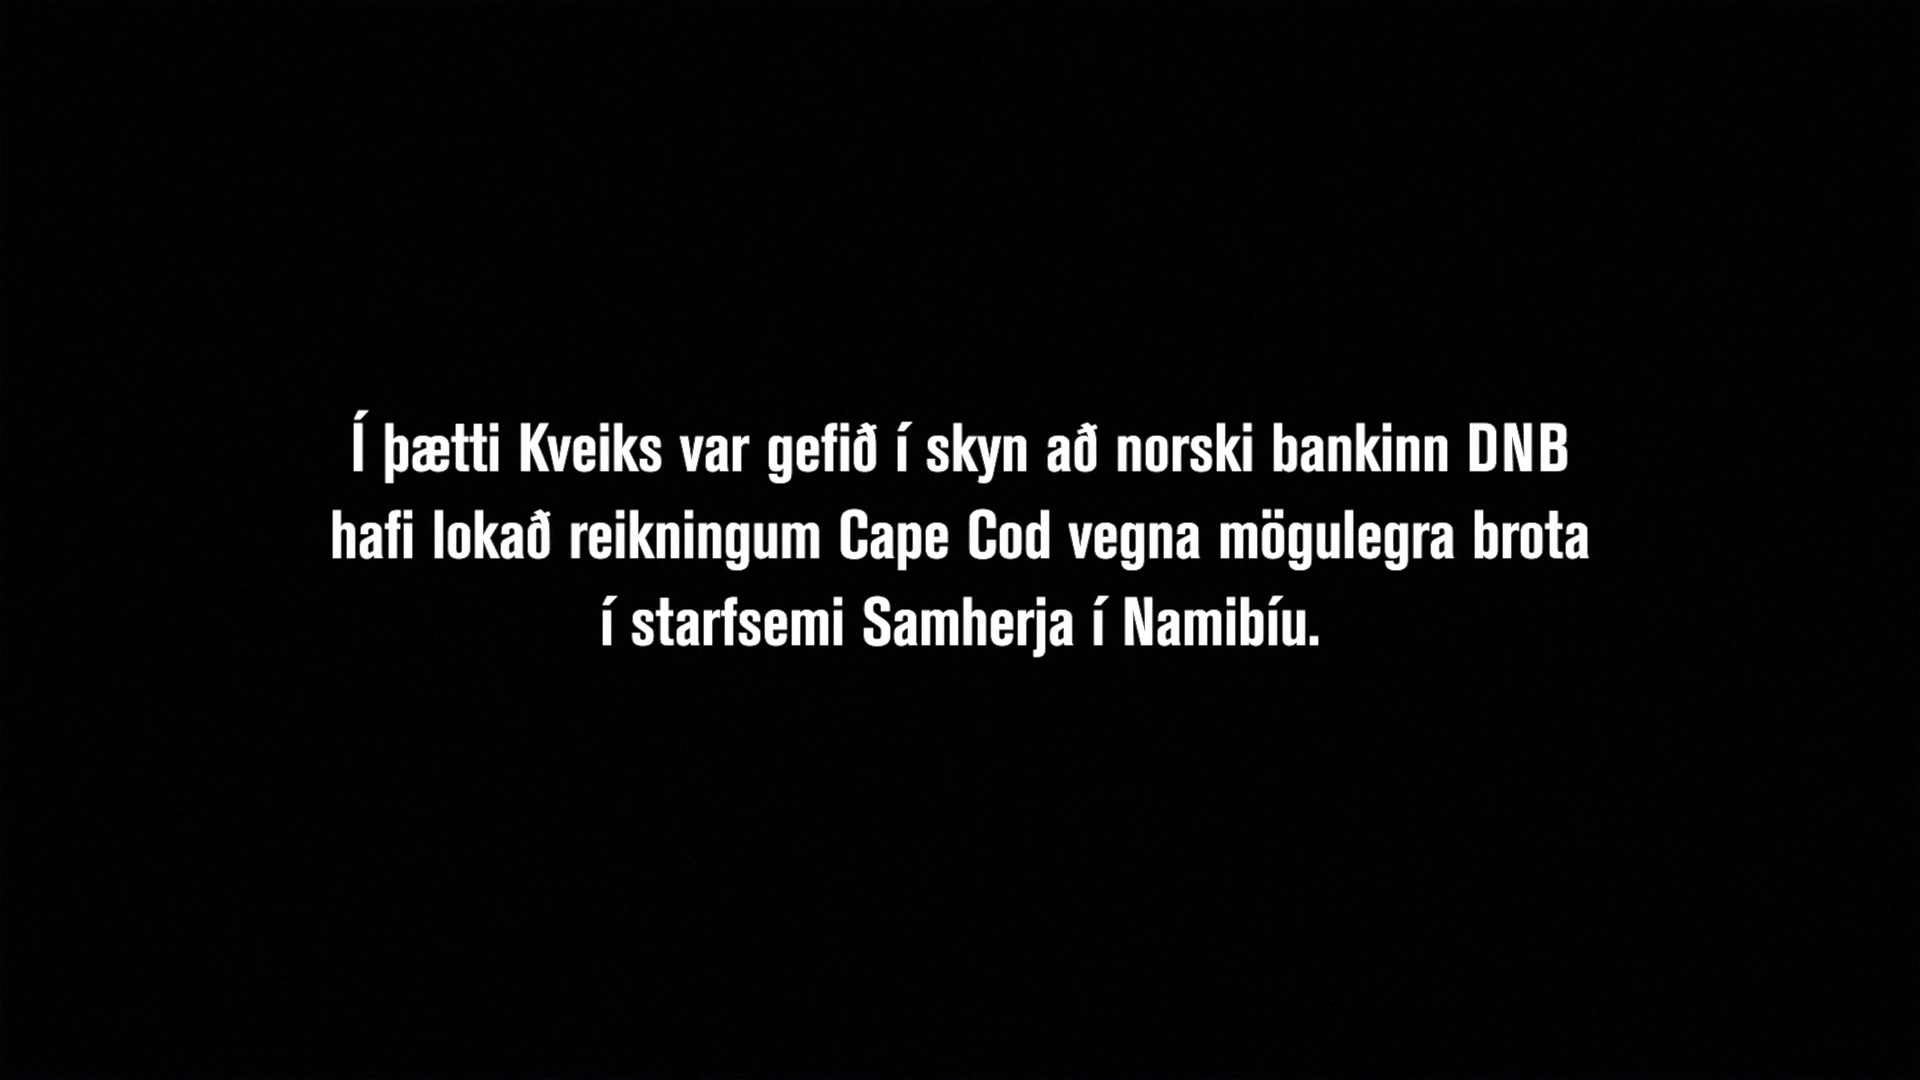 Í þætti Kveiks var gefið í skyn að norski bankinn DNB
hafi lokað reikningum Cape Cod vegna mögulegra brota
í starfsemi Samherja í Namibíu.